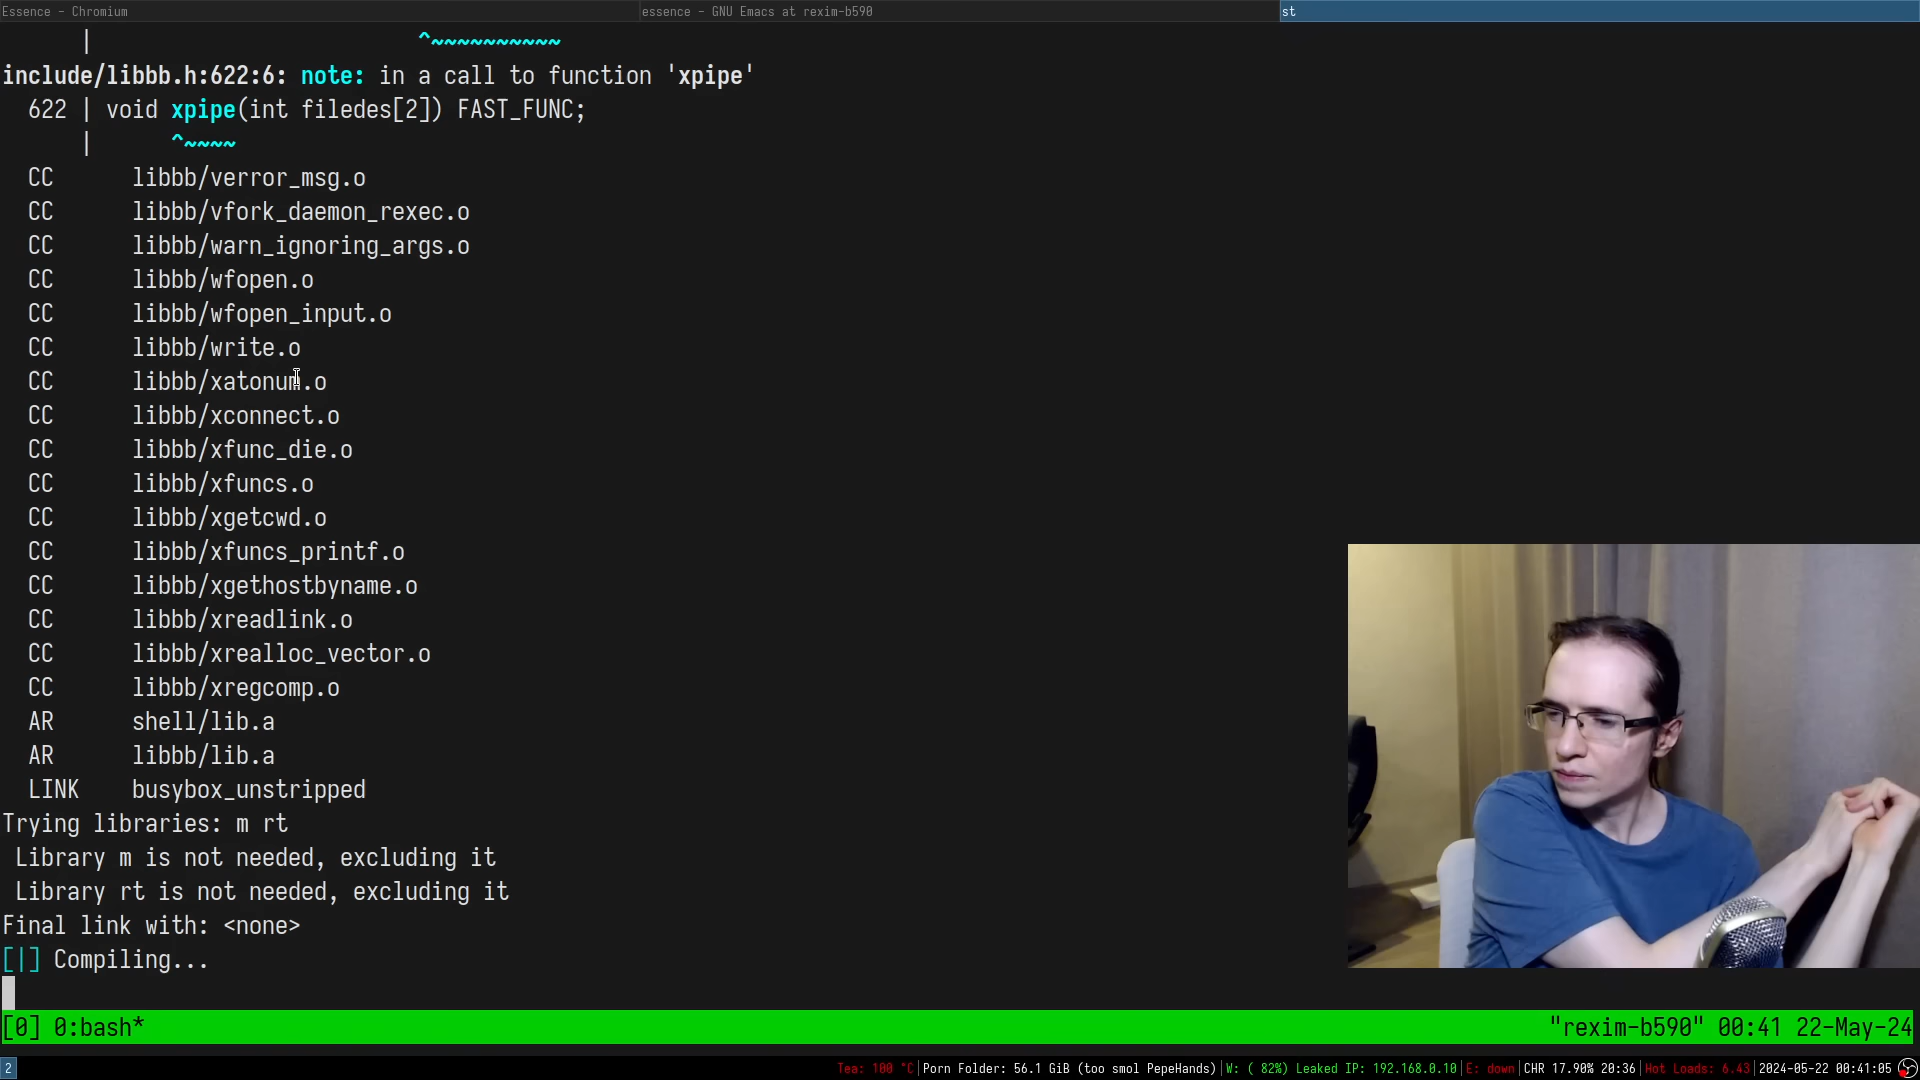 Essence - Chromium
essence - GNU Emacs at rexim-b590
st
| ^~~~~~~~~~~
include/libbb.h:622:6: note: in a call to function 'xpipe'
622 | void xpipe(int filedes[2]) FAST_FUNC;
| ^~~~~
CC libbb/verror_msg.o
CC libbb/vfork_daemon_rexec.o
CC libbb/warn_ignoring_args.o
CC libbb/wfopen.o
CC libbb/wfopen_input.o
CC libbb/write.o
CC libbb/xatonum.o
CC libbb/xconnect.o
CC libbb/xfunc_die.o
CC libbb/xfuncs.o
CC libbb/xgetcwd.o
CC libbb/xfuncs_printf.o
CC libbb/xgethostbyname.o
CC libbb/xreadlink.o
CC libbb/xrealloc_vector.o
CC libbb/xregcomp.o
AR shell/lib.a
AR libbb/lib.a
LINK busybox_unstripped
Trying libraries: m rt
Library m is not needed, excluding it
Library rt is not needed, excluding it
Final link with: <none>
[|] Compiling...
[0] 0:bash* "rexim-b590" 00:41 22-May-24
2 Tea: 100 °C|Porn Folder: 56.1 GiB (too smol PepeHands)|W: ( 82%) Leaked IP: 192.168.0.10|E: down|CHR 17.90% 20:36|Hot Loads: 6.43|2024-05-22 00:41:05